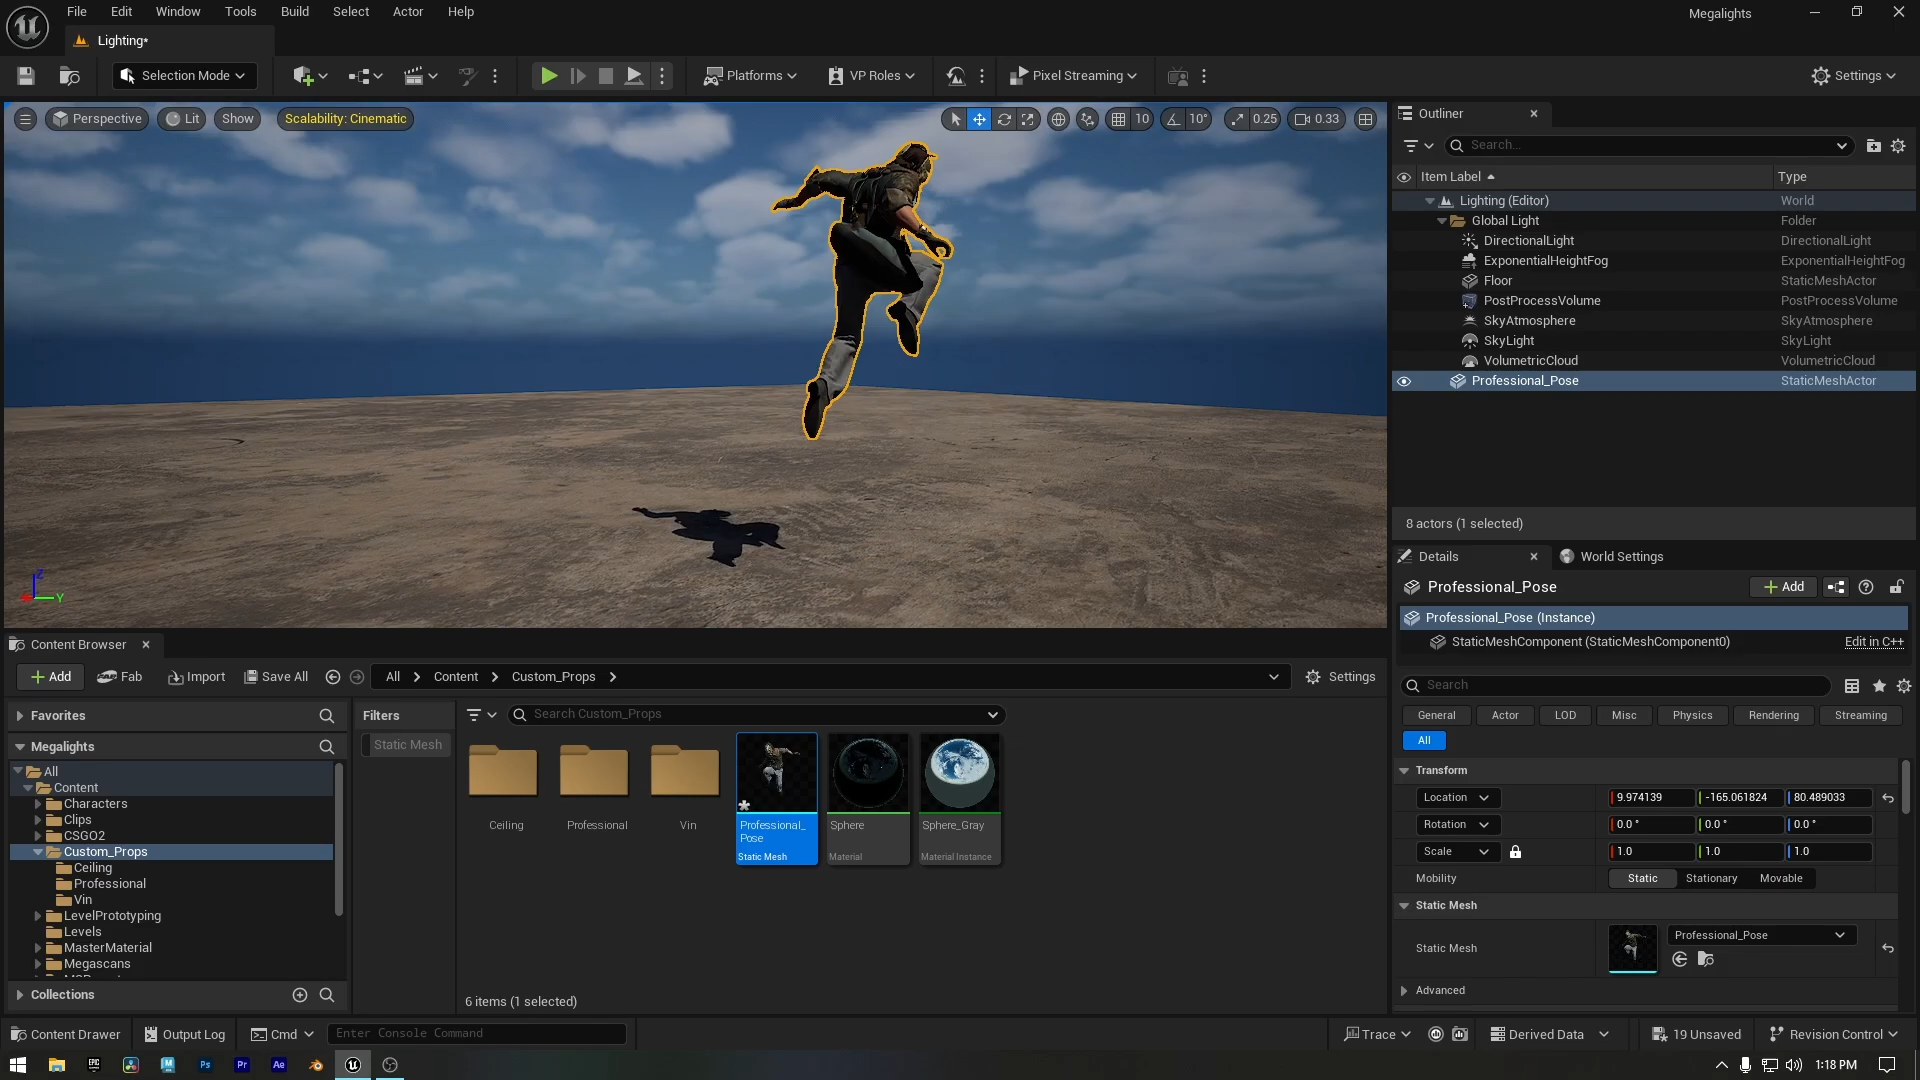 File Edit Window Tools Build Select Actor Help
Megalights
Lighting*
Selection Mode
Platforms
VP Roles
Pixel Streaming
Settings
Perspective
Lit
Show
Scalability: Cinematic
10
10°
0.25
0.33
Z
Y
Outliner
Search...
Item Label
Type
Lighting (Editor)
World
Global Light
Folder
DirectionalLight
DirectionalLight
ExponentialHeightFog
ExponentialHeightFog
Floor
StaticMeshActor
PostProcessVolume
PostProcessVolume
SkyAtmosphere
SkyAtmosphere
SkyLight
SkyLight
VolumetricCloud
VolumetricCloud
Professional_Pose
StaticMeshActor
8 actors (1 selected)
Details
World Settings
Professional_Pose
Add
Professional_Pose (Instance)
StaticMeshComponent (StaticMeshComponent0)
Edit in C++
Search
General
Actor
LOD
Misc
Physics
Rendering
Streaming
All
Transform
Location
9.974139
-165.061824
80.489033
Rotation
0.0 °
0.0 °
0.0 °
Scale
1.0
1.0
1.0
Mobility
Static
Stationary
Movable
Static Mesh
Static Mesh
Professional_Pose
Advanced
Content Browser
Add
Fab
Import
Save All
All
Content
Custom_Props
Settings
Favorites
Megalights
All
Content
Characters
Clips
CSGO2
Custom_Props
Ceiling
Professional
Vin
LevelPrototyping
Levels
MasterMaterial
Megascans
Collections
Filters
Static Mesh
Search Custom_Props
Ceiling
Professional
Vin
Professional_
Pose
Static Mesh
Sphere
Material
Sphere_Gray
Material Instance
6 items (1 selected)
Content Drawer
Output Log
Cmd
Enter Console Command
Trace
Derived Data
19 Unsaved
Revision Control
EPIC
Ps
Pr
Ae
1:18 PM